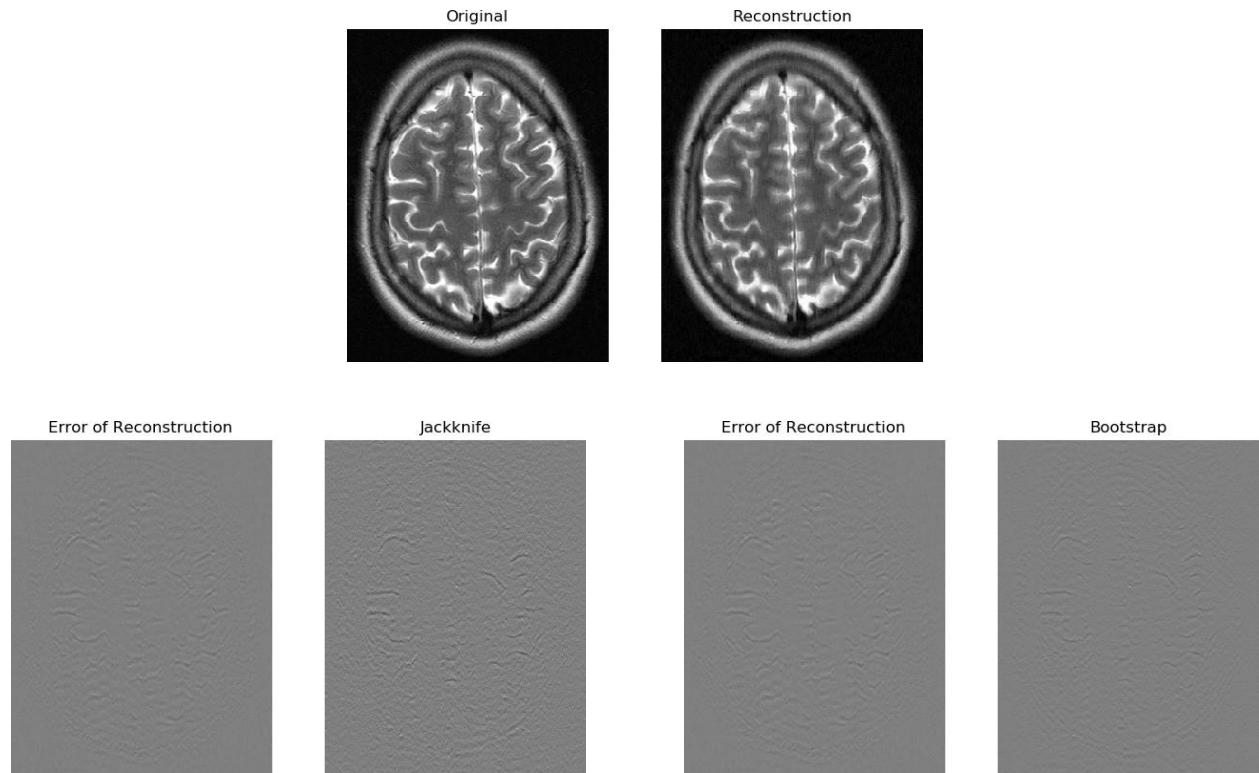 Original
Reconstruction
Error of Reconstruction
Jackknife
Error of Reconstruction
Bootstrap